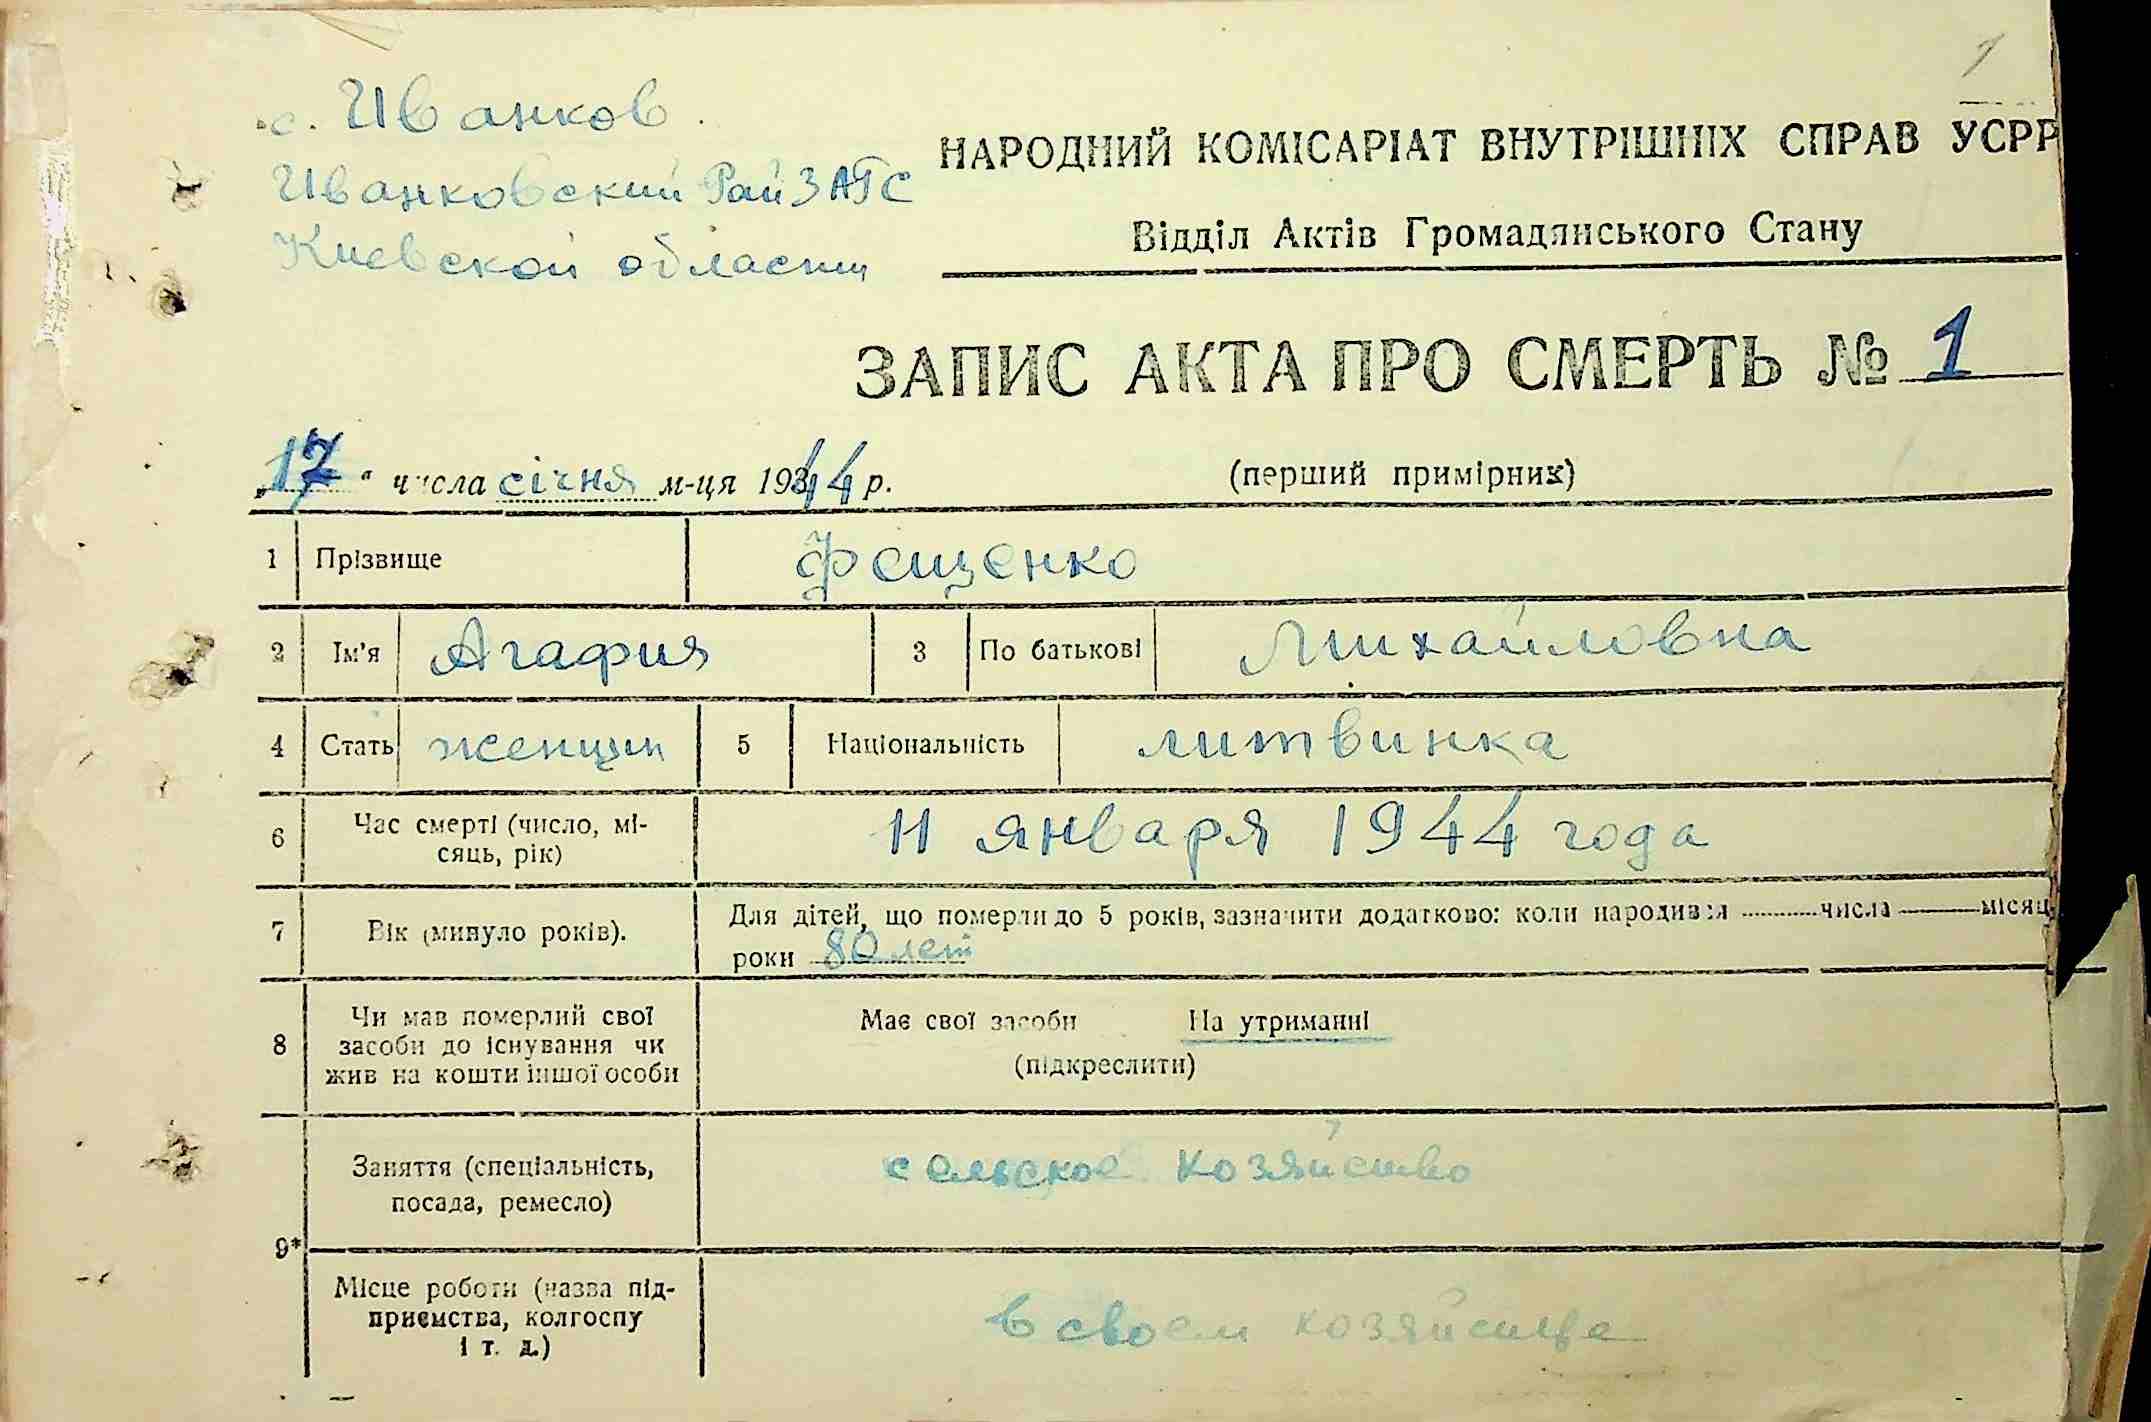 1
с. Иванков.
Иванковский РайЗАГС
Киевской области
НАРОДНИЙ КОМІСАРІАТ ВНУТРІШНІХ СПРАВ УСРР
Відділ Актів Громадянського Стану
ЗАПИС АКТА ПРО СМЕРТЬ № 1
„17“ числа січня м-ця 1944 р.
(перший примірник)
1 Прізвище Фещенко
2 Ім'я Агафия 3 По батькові Михайловна
4 Стать женщин 5 Національність литвинка
6 Час смерті (число, мі-
сяць, рік) 11 января 1944 года
7 Вік (минуло років). Для дітей, що померли до 5 років, зазначити додатково: коли народився числа місяц
роки 80 лет
8 Чи мав померлий свої
засоби до існування чи
жив на кошти іншої особи
Має свої засоби На утриманні
(підкреслити)
9*
Заняття (спеціальність,
посада, ремесло) сельское хозяйство
Місце роботи (назва під-
приємства, колгоспу
і т. д.) в своем хозяйстве